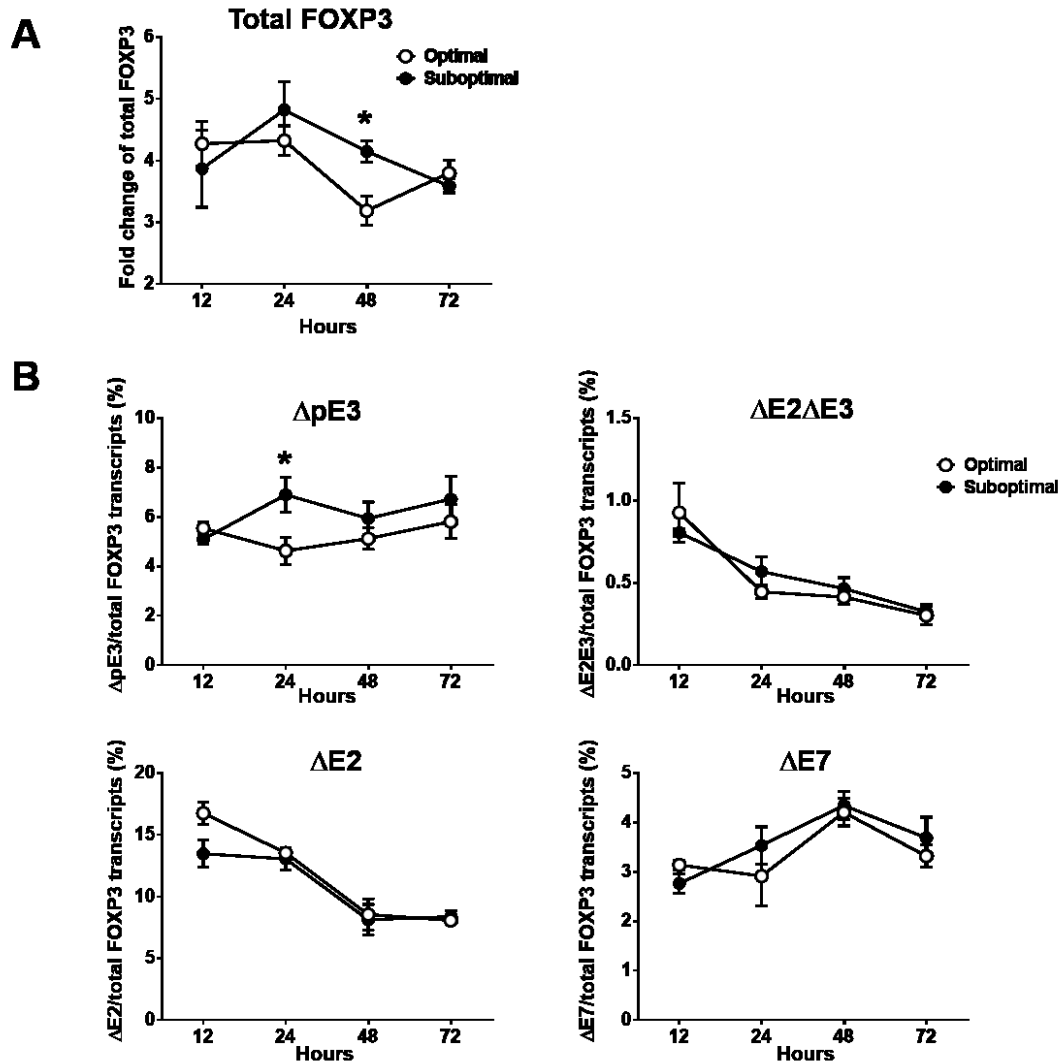 A
Total FOXP3
Fold change of total FOXP3
6
5
4
3
2
Optimal
Suboptimal
*
12 24 48 72
Hours
B
ΔpE3
ΔpE3/total FOXP3 transcripts (%)
10
8
6
4
2
0
*
12 24 48 72
Hours
ΔE2ΔE3
ΔE2E3/total FOXP3 transcripts (%)
1.5
1.0
0.5
0.0
Optimal
Suboptimal
12 24 48 72
Hours
ΔE2
ΔE2/total FOXP3 transcripts (%)
20
15
10
5
0
12 24 48 72
Hours
ΔE7
ΔE7/total FOXP3 transcripts (%)
5
4
3
2
1
0
12 24 48 72
Hours